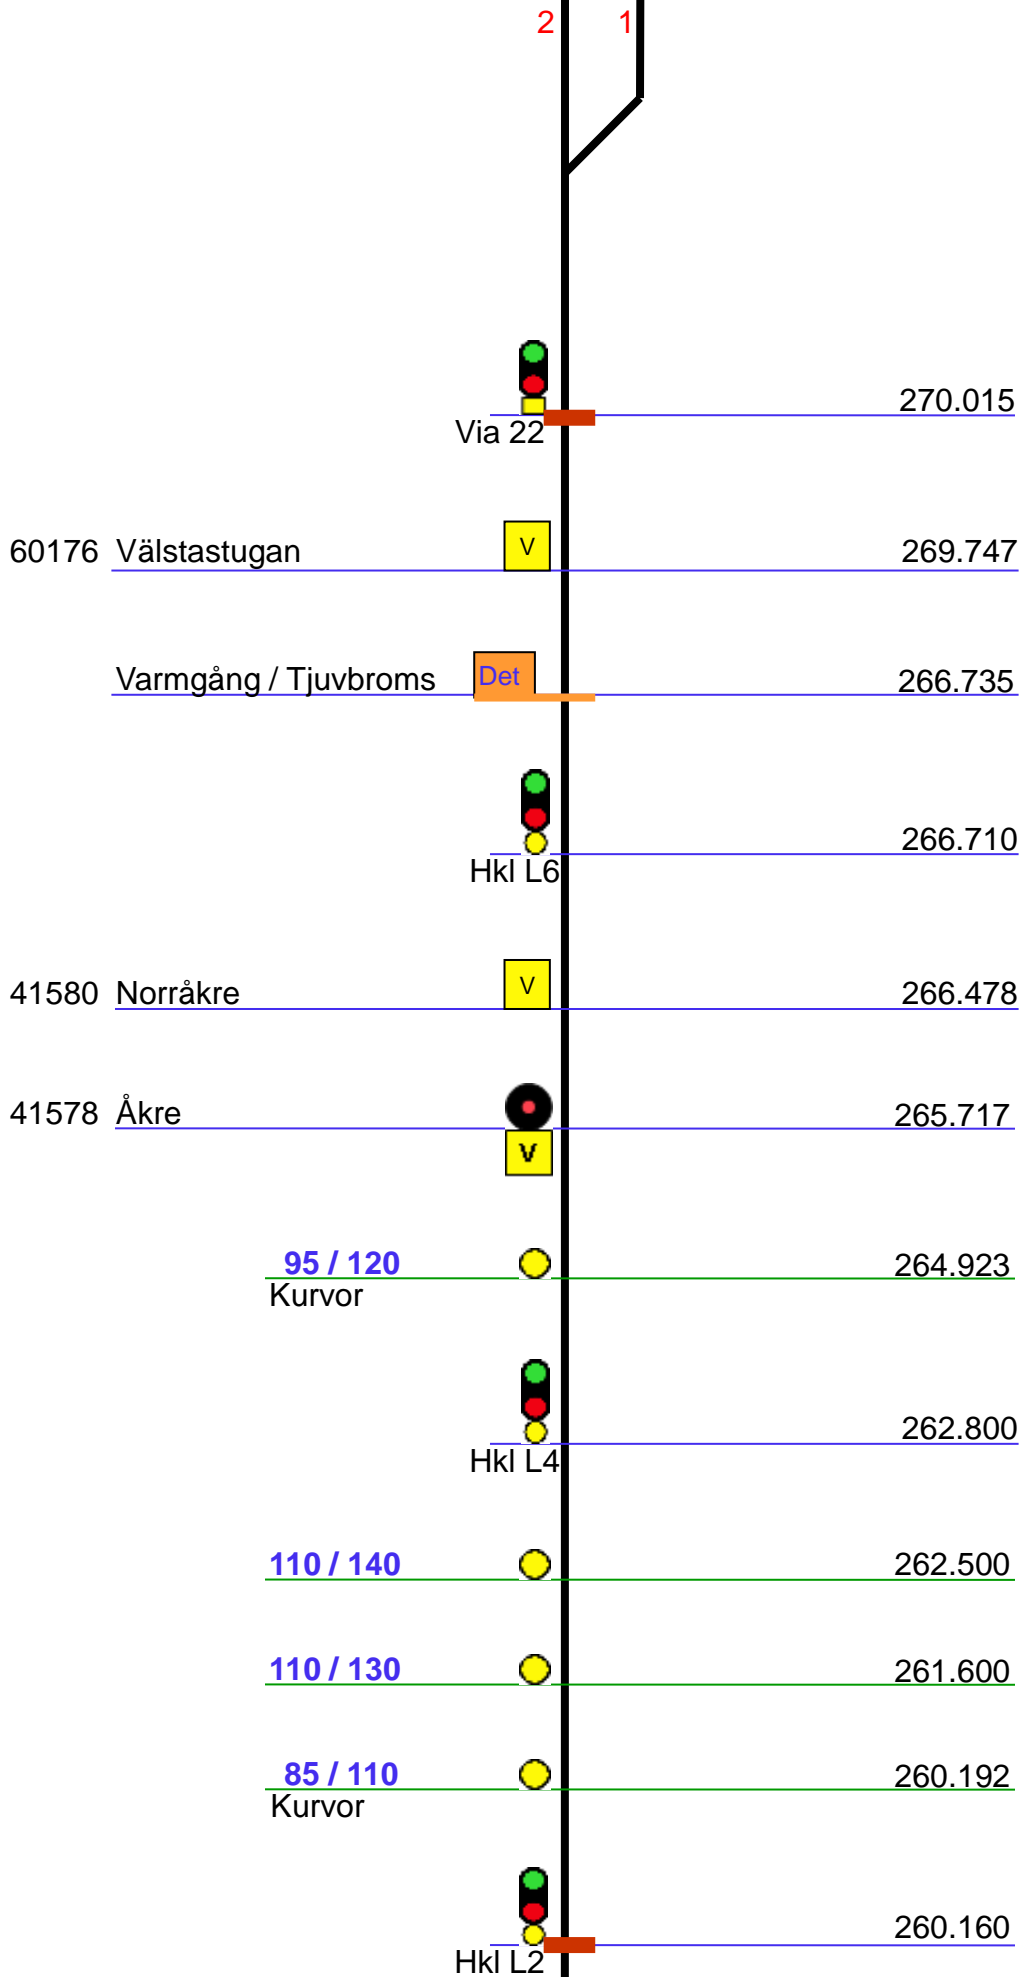 2 1
270.015
Via 22
60176 Välstastugan V 269.747
Varmgång / Tjuvbroms Det 266.735
266.710
Hkl L6
41580 Norråkre V 266.478
41578 Åkre 265.717
V
95 / 120 264.923
Kurvor
262.800
Hkl L4
110 / 140 262.500
110 / 130 261.600
85 / 110 260.192
Kurvor
260.160
Hkl L2